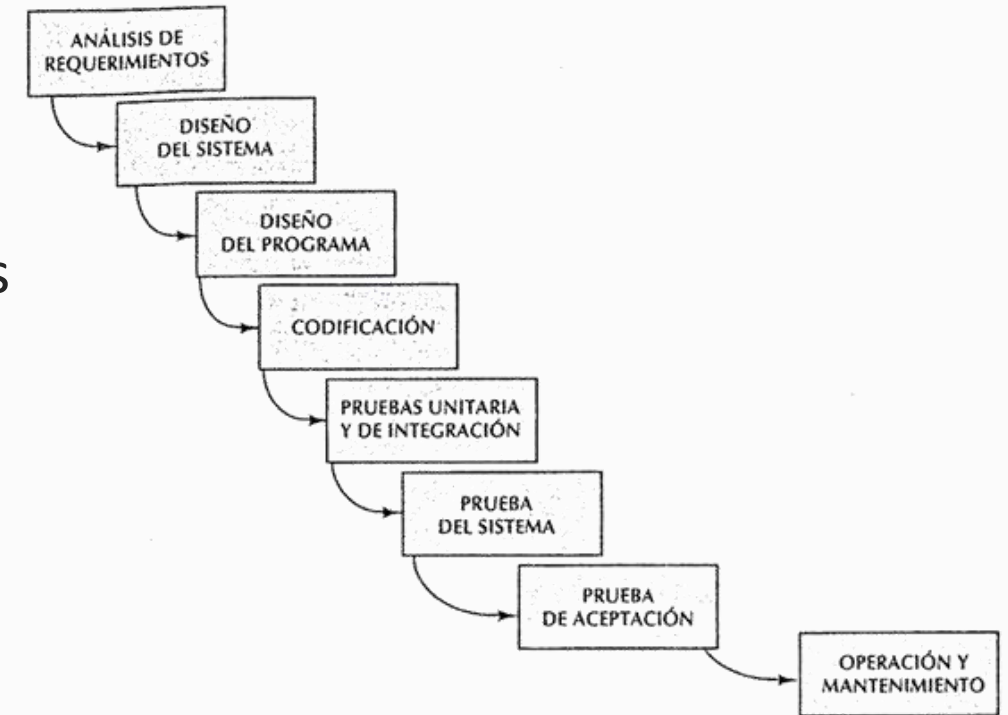 ANÁLISIS DE
REQUERIMIENTOS
DISEÑO
DEL SISTEMA
DISEÑO
DEL PROGRAMA
S
CODIFICACIÓN
PRUEBAS UNITARIA
Y DE INTEGRACIÓN
PRUEBA
DEL SISTEMA
PRUEBA
DE ACEPTACIÓN
OPERACIÓN Y
MANTENIMIENTO